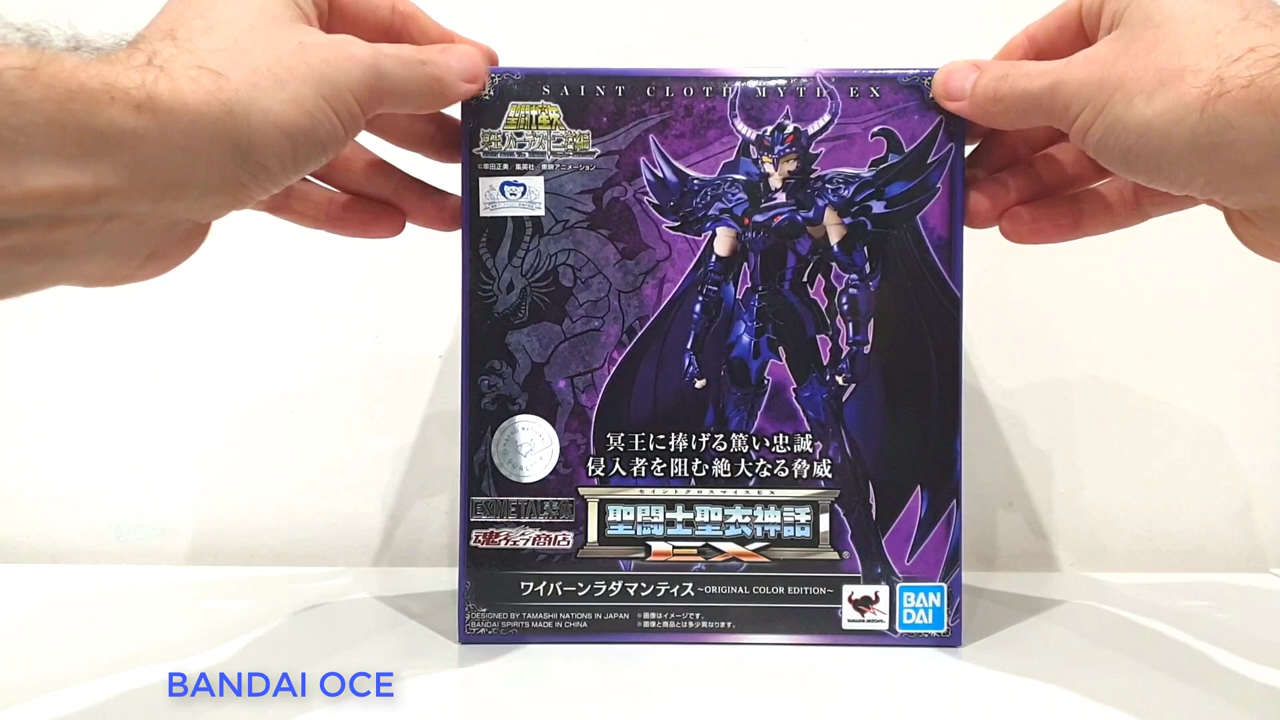 SAINT CLOTH MYTH EX
聖闘士星矢
冥王 ハーデス十二宮編
©車田正美／集英社・東映アニメーション
冥王に捧げる篤い忠誠
侵入者を阻む絶大なる脅威
セイントクロスマイスEX
聖闘士聖衣神話
EX
®
魂ウェブ商店
ワイバーンラダマンティス ~ORIGINAL COLOR EDITION~
DESIGNED BY TAMASHII NATIONS IN JAPAN ※画像はイメージです。
BANDAI SPIRITS MADE IN CHINA ※画像と商品とは多少異なります。
TAMASHII NATIONS
BAN
DAI
BANDAI OCE